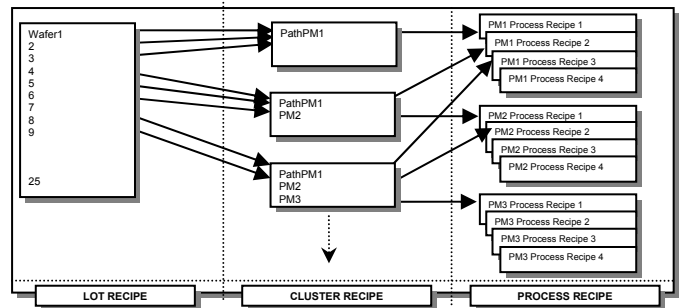 Wafer1
2
3
4
5
6
7
8
9
25
PathPM1
PathPM1
PM2
PathPM1
PM2
PM3
PM1 Process Recipe 1
PM1 Process Recipe 2
PM1 Process Recipe 3
PM1 Process Recipe 4
PM2 Process Recipe 1
PM2 Process Recipe 2
PM2 Process Recipe 3
PM2 Process Recipe 4
PM3 Process Recipe 1
PM3 Process Recipe 2
PM3 Process Recipe 3
PM3 Process Recipe 4
LOT RECIPE
CLUSTER RECIPE
PROCESS RECIPE